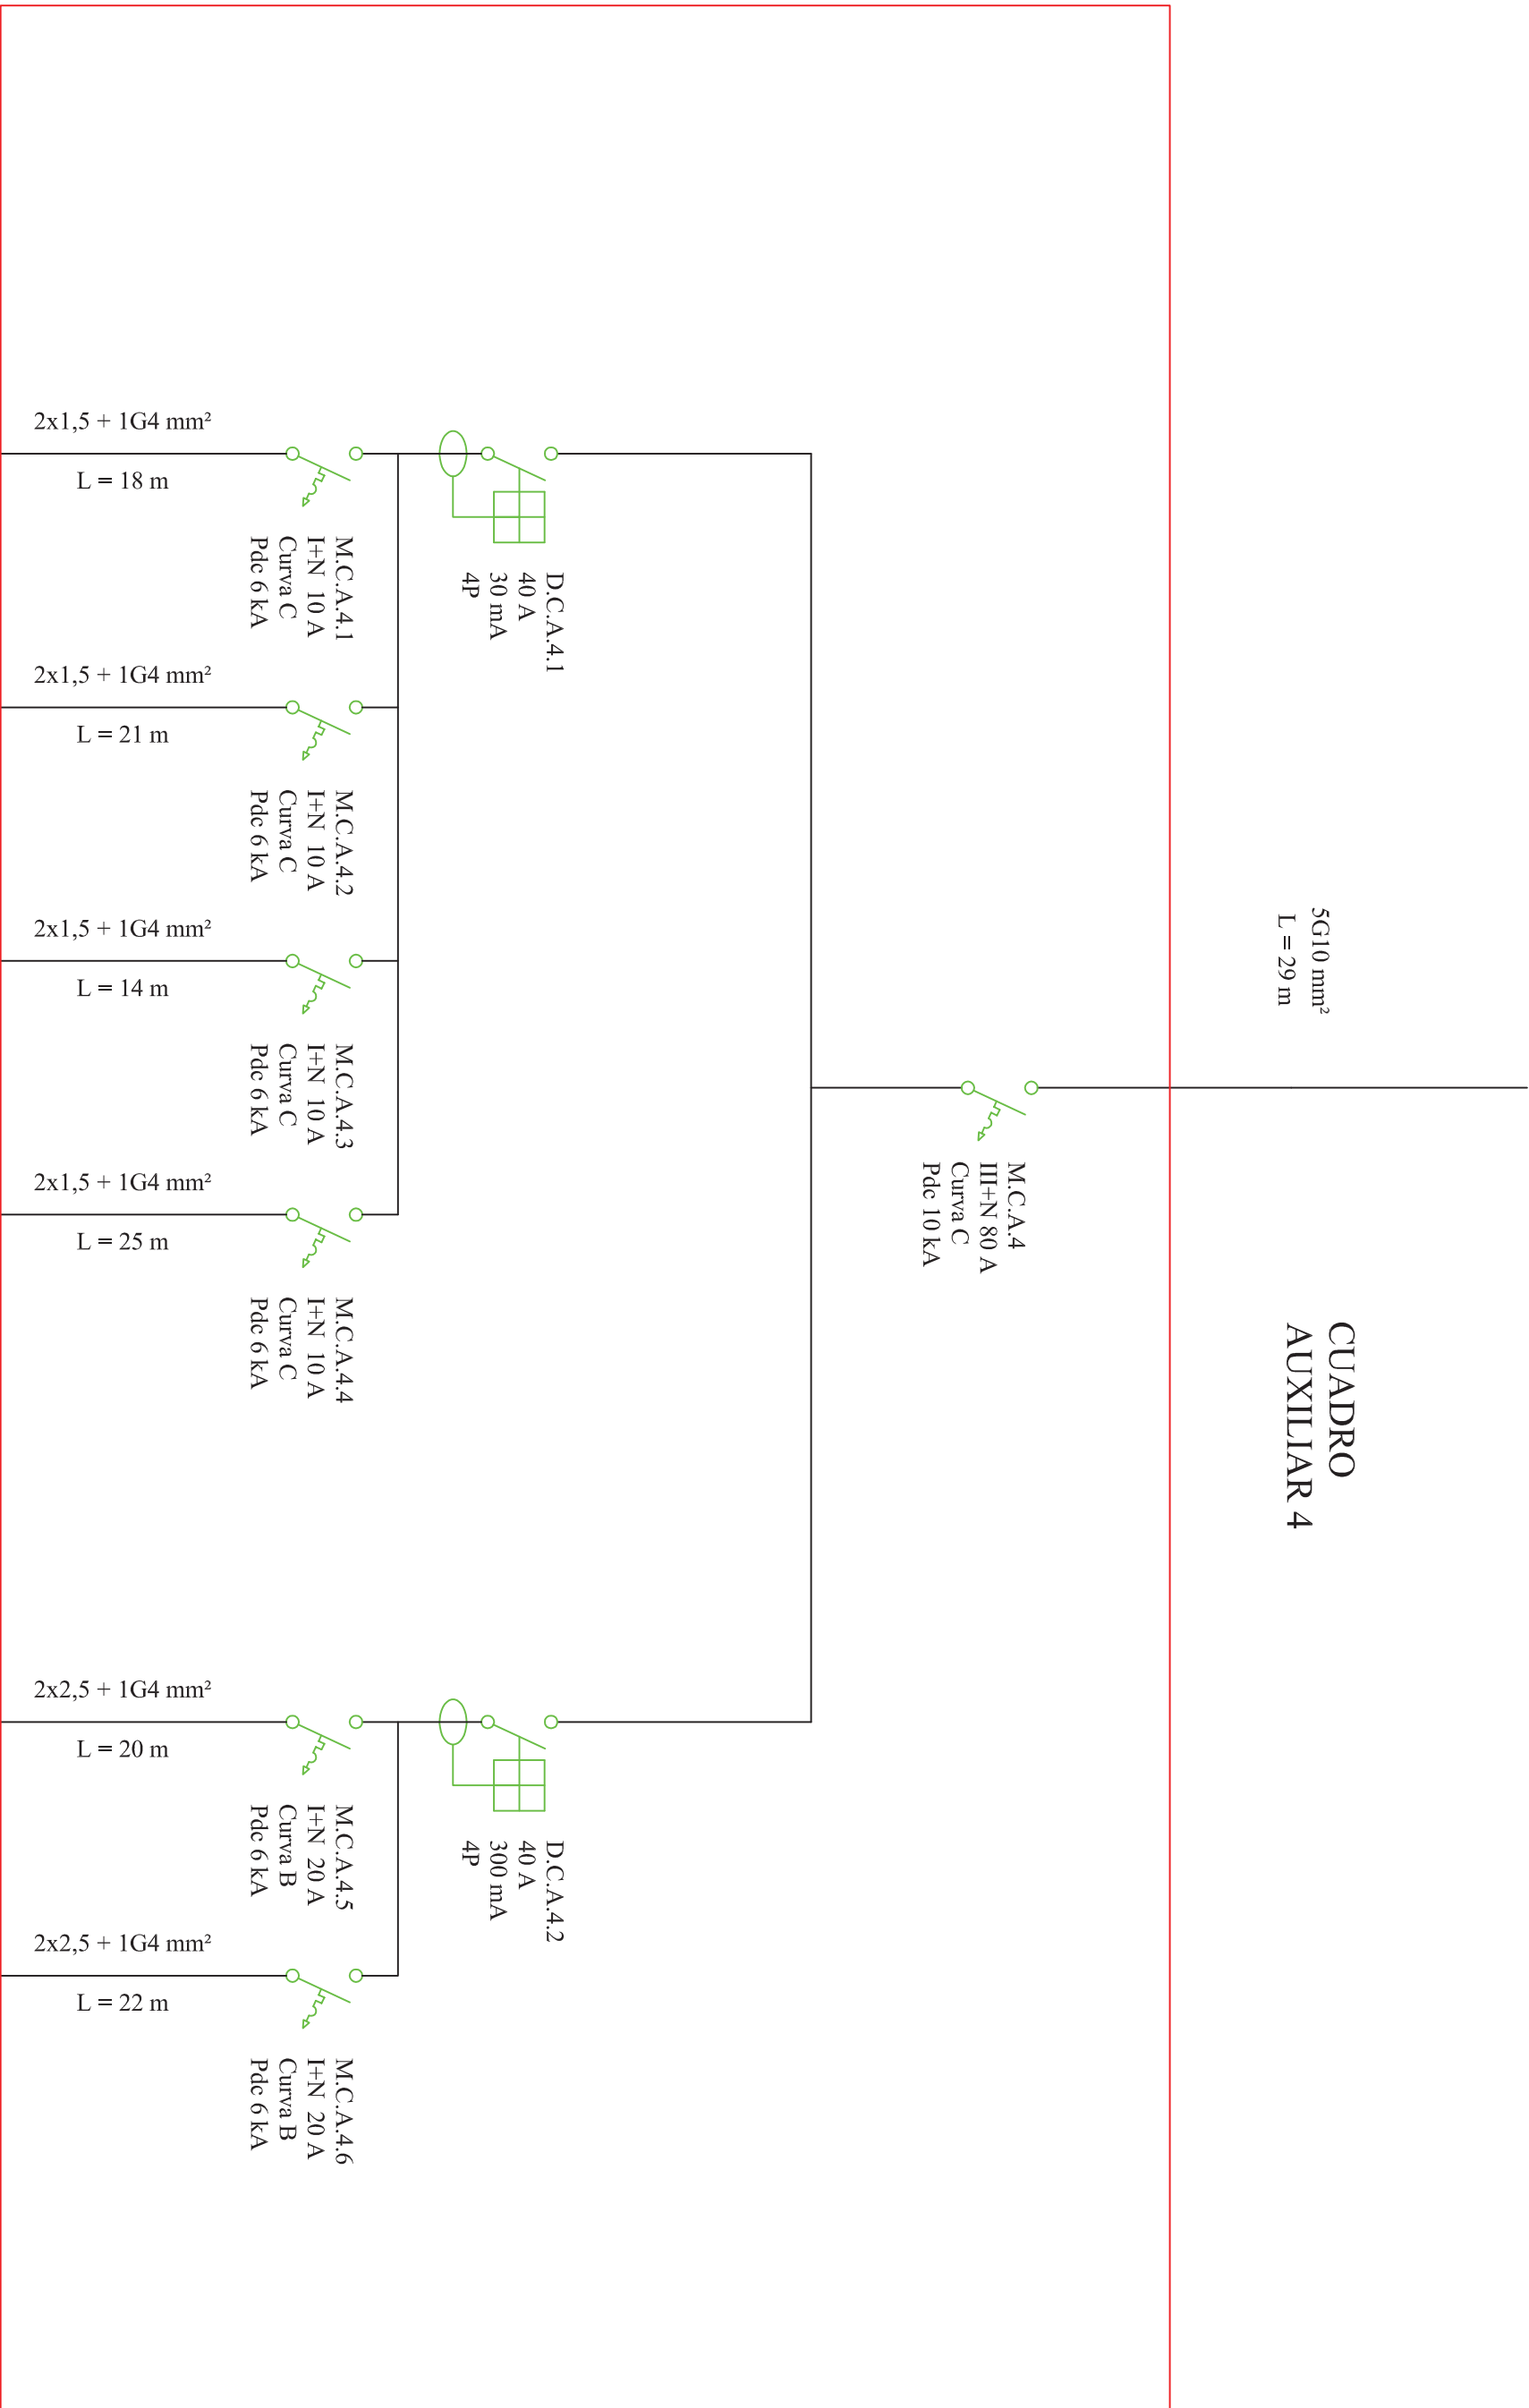 CUADRO
AUXILIAR 4
5G10 mm²
L = 29 m
M.C.A.4
III+N 80 A
Curva C
Pdc 10 kA
D.C.A.4.1
40 A
30 mA
4P
D.C.A.4.2
40 A
300 mA
4P
M.C.A.4.1
I+N 10 A
Curva C
Pdc 6 kA
M.C.A.4.2
I+N 10 A
Curva C
Pdc 6 kA
M.C.A.4.3
I+N 10 A
Curva C
Pdc 6 kA
M.C.A.4.4
I+N 10 A
Curva C
Pdc 6 kA
M.C.A.4.5
I+N 20 A
Curva B
Pdc 6 kA
M.C.A.4.6
I+N 20 A
Curva B
Pdc 6 kA
2x1,5 + 1G4 mm²
L = 18 m
2x1,5 + 1G4 mm²
L = 21 m
2x1,5 + 1G4 mm²
L = 14 m
2x1,5 + 1G4 mm²
L = 25 m
2x2,5 + 1G4 mm²
L = 20 m
2x2,5 + 1G4 mm²
L = 22 m